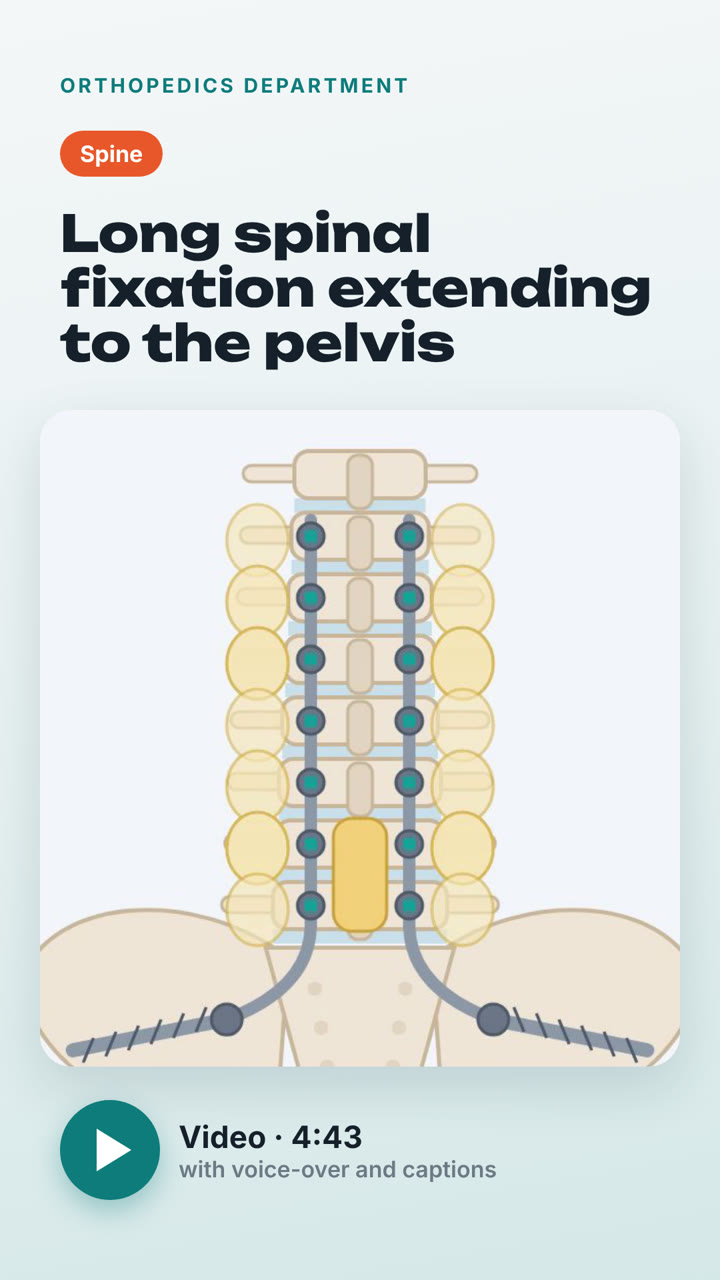 ORTHOPEDICS DEPARTMENT
Spine
Long spinal
fixation extending
to the pelvis
Video · 4:43
with voice-over and captions